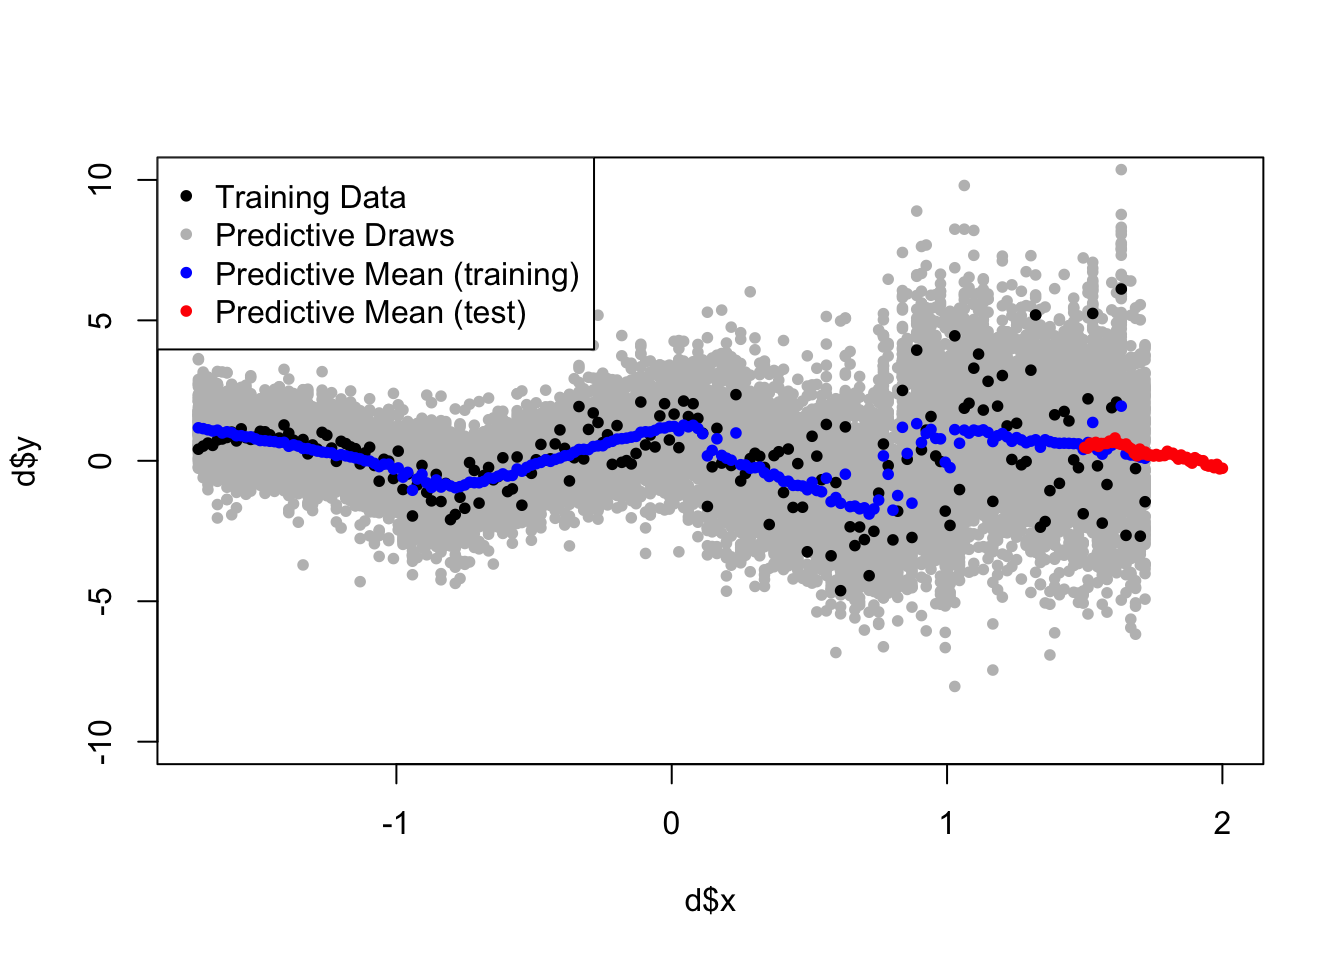 Training Data
Predictive Draws
Predictive Mean (training)
Predictive Mean (test)
10
5
0
-5
-10
d$y
-1 0 1 2
d$x